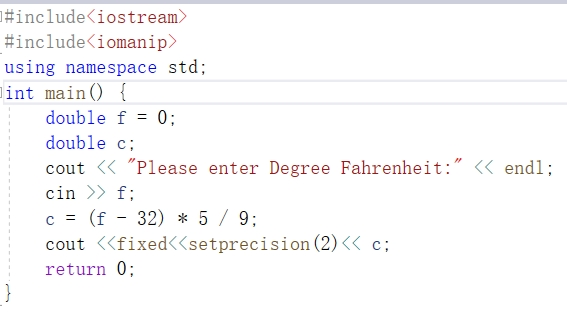 #include<iostream>
#include<iomanip>
using namespace std;
int main() {
double f = 0;
double c;
cout << "Please enter Degree Fahrenheit:" << endl;
cin >> f;
c = (f - 32) * 5 / 9;
cout <<fixed<<setprecision(2)<< c;
return 0;
}